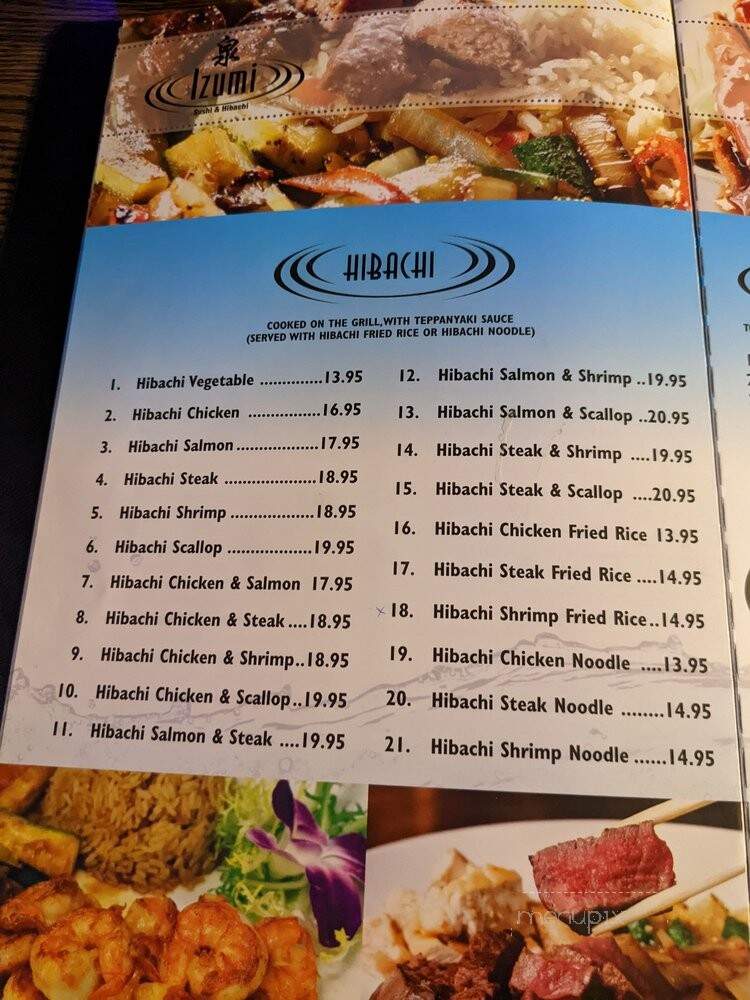 泉
Izumi
Sushi & Hibachi
HIBACHI
COOKED ON THE GRILL,WITH TEPPANYAKI SAUCE
(SERVED WITH HIBACHI FRIED RICE OR HIBACHI NOODLE)
1. Hibachi Vegetable ..............13.95
2. Hibachi Chicken ................16.95
3. Hibachi Salmon..................17.95
4. Hibachi Steak ....................18.95
5. Hibachi Shrimp ..................18.95
6. Hibachi Scallop ...................19.95
7. Hibachi Chicken & Salmon 17.95
8. Hibachi Chicken & Steak....18.95
9. Hibachi Chicken & Shrimp..18.95
10. Hibachi Chicken & Scallop..19.95
11. Hibachi Salmon & Steak ....19.95
12. Hibachi Salmon & Shrimp ..19.95
13. Hibachi Salmon & Scallop ..20.95
14. Hibachi Steak & Shrimp ....19.95
15. Hibachi Steak & Scallop ....20.95
16. Hibachi Chicken Fried Rice 13.95
17. Hibachi Steak Fried Rice ....14.95
x 18. Hibachi Shrimp Fried Rice..14.95
19. Hibachi Chicken Noodle ....13.95
20. Hibachi Steak Noodle ........14.95
21. Hibachi Shrimp Noodle ......14.95
menupix